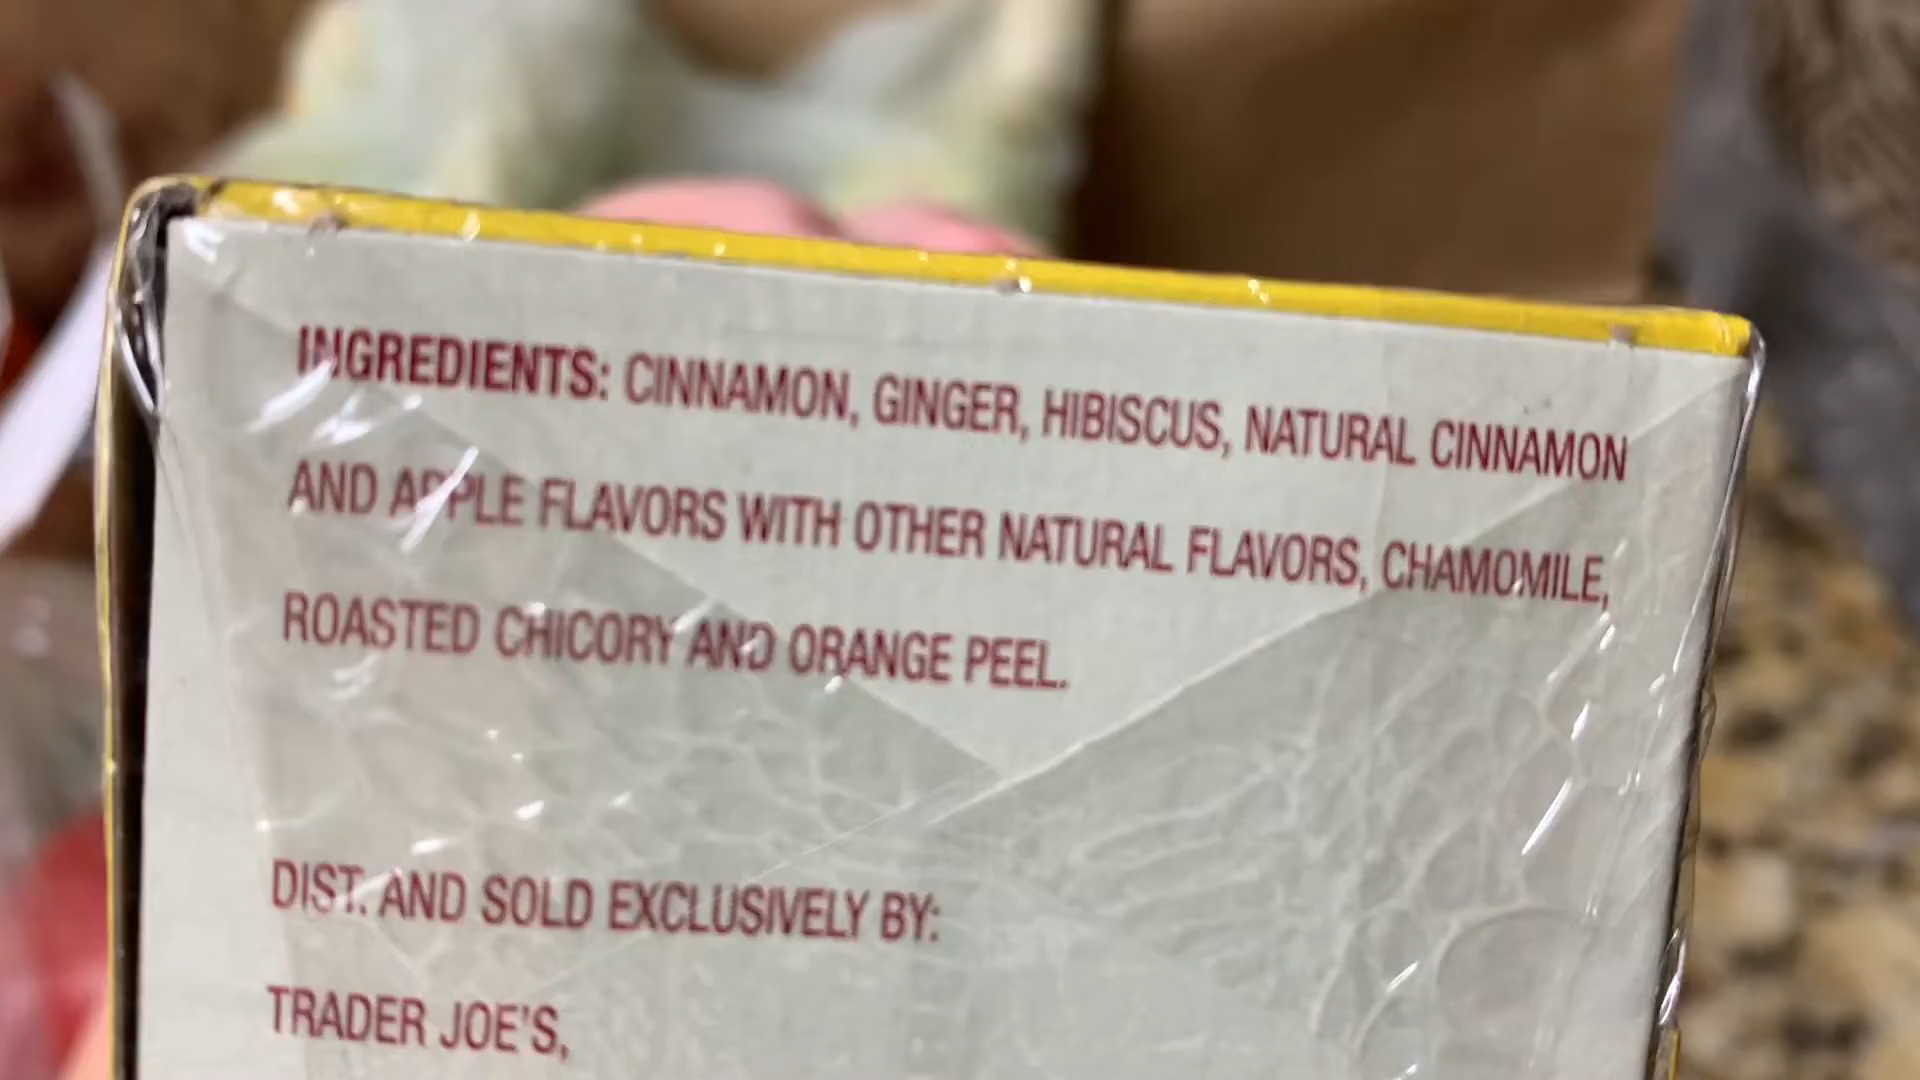 INGREDIENTS: CINNAMON, GINGER, HIBISCUS, NATURAL CINNAMON
AND APPLE FLAVORS WITH OTHER NATURAL FLAVORS, CHAMOMILE,
ROASTED CHICORY AND ORANGE PEEL.
DIST. AND SOLD EXCLUSIVELY BY:
TRADER JOE'S,